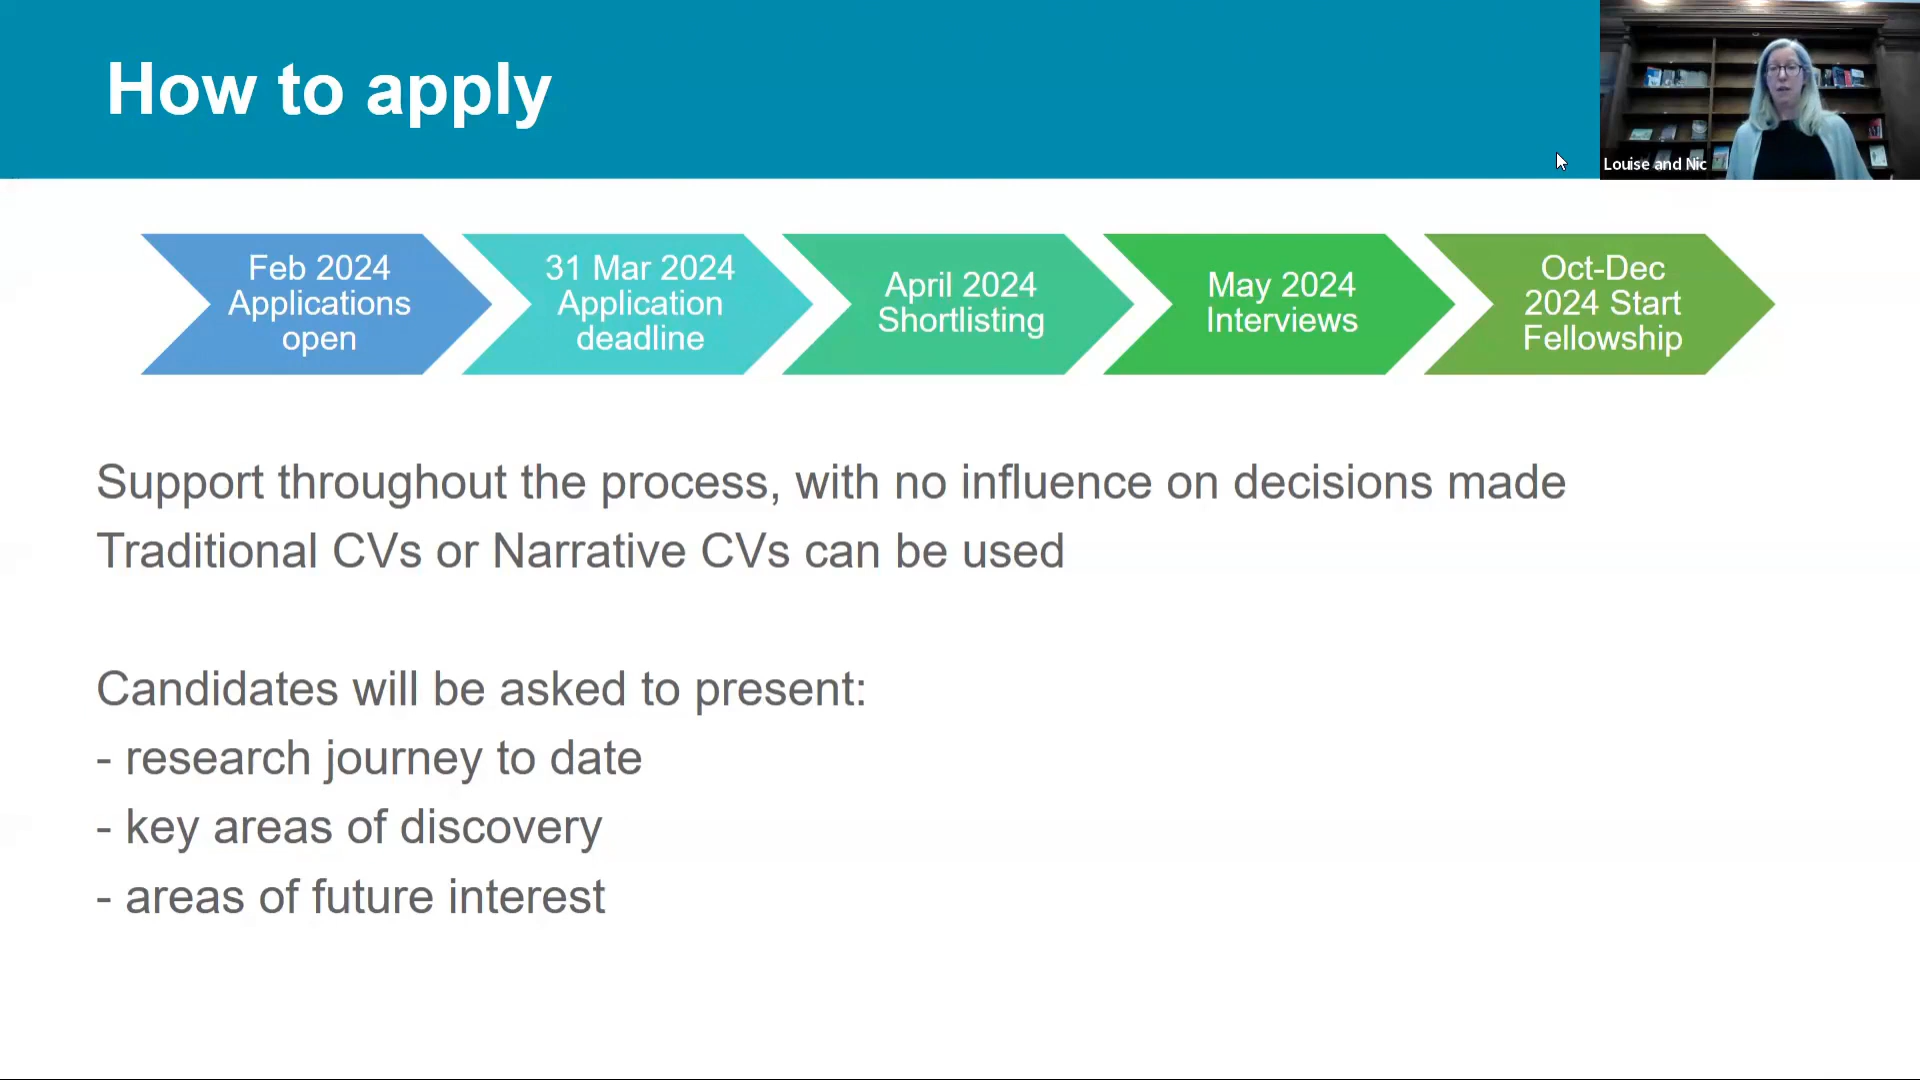 How to apply
Louise and Nic
Feb 2024
Applications
open
31 Mar 2024
Application
deadline
April 2024
Shortlisting
May 2024
Interviews
Oct-Dec
2024 Start
Fellowship
Support throughout the process, with no influence on decisions made
Traditional CVs or Narrative CVs can be used
Candidates will be asked to present:
- research journey to date
- key areas of discovery
- areas of future interest